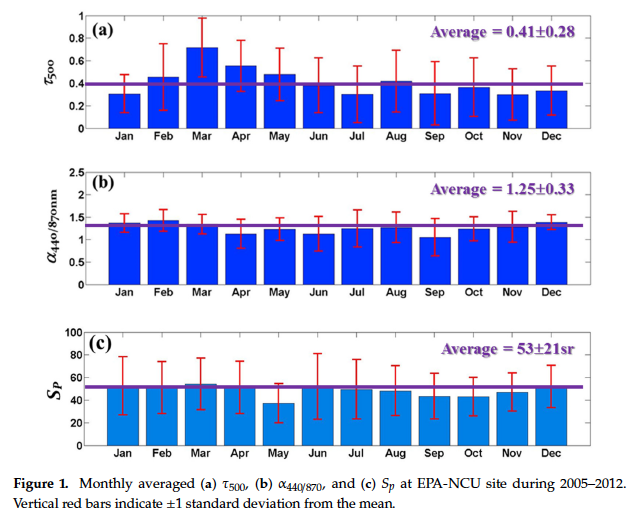 (a)
Average = 0.41±0.28
τ500
1
0.8
0.6
0.4
0.2
0
Jan Feb Mar Apr May Jun Jul Aug Sep Oct Nov Dec
(b)
Average = 1.25±0.33
α440/870nm
2.5
2
1.5
1
0.5
0
Jan Feb Mar Apr May Jun Jul Aug Sep Oct Nov Dec
(c)
Average = 53±21sr
SP
100
80
60
40
20
0
Jan Feb Mar Apr May Jun Jul Aug Sep Oct Nov Dec
Figure 1. Monthly averaged (a) τ500, (b) α440/870, and (c) Sp at EPA-NCU site during 2005–2012.
Vertical red bars indicate ±1 standard deviation from the mean.